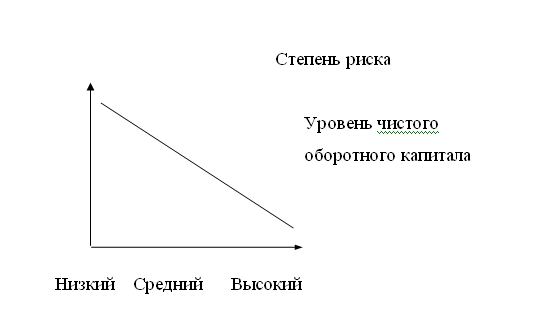 Степень риска
Уровень чистого
оборотного капитала
Низкий Средний Высокий